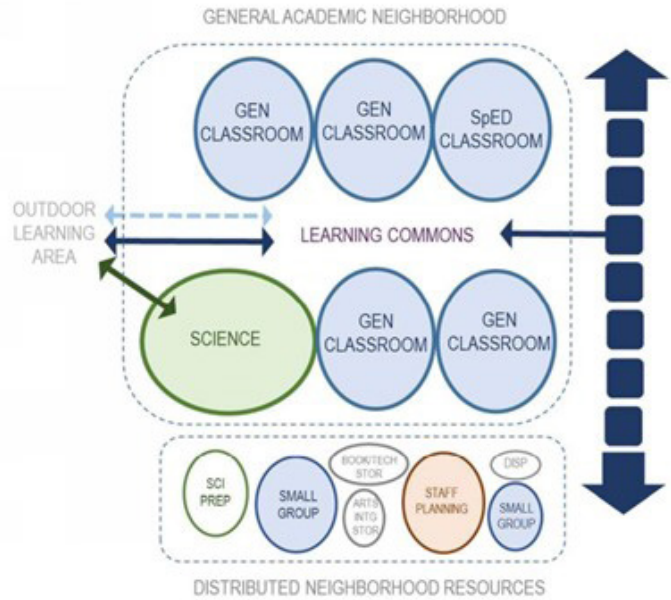 GENERAL ACADEMIC NEIGHBORHOOD
GEN
CLASSROOM
GEN
CLASSROOM
SpED
CLASSROOM
OUTDOOR
LEARNING
AREA
LEARNING COMMONS
SCIENCE
GEN
CLASSROOM
GEN
CLASSROOM
SCI
PREP
SMALL
GROUP
BOOK/TECH
STOR
ARTS
INTG
STOR
STAFF
PLANNING
DISP
SMALL
GROUP
DISTRIBUTED NEIGHBORHOOD RESOURCES